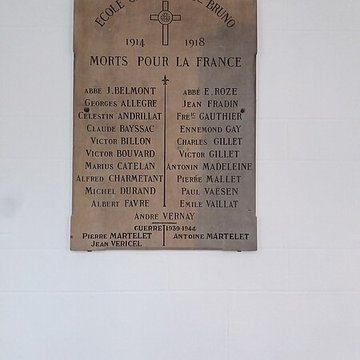 ECOLE BRUNO
1914 1918
MORTS POUR LA FRANCE
ABBÉ J. BELMONT ABBÉ E. ROZE
GEORGES ALLEGRE JEAN FRADIN
CÉLESTIN ANDRILLAT FRÉD. GAUTHIER
CLAUDE BAYSSAC ENNEMOND GAY
VICTOR BILLON CHARLES GILLET
VICTOR BOUVARD VICTOR GILLET
MARIUS CATELAN ANTONIN MADELEINE
ALFRED CHARMETANT PIERRE MALLET
MICHEL DURAND PAUL VAESEN
ALBERT FAVRE EMILE VAILLAT
ANDRÉ VERNAY
GUERRE 1939-1944
PIERRE MARTELET ANTOINE MARTELET
JEAN VERICEL